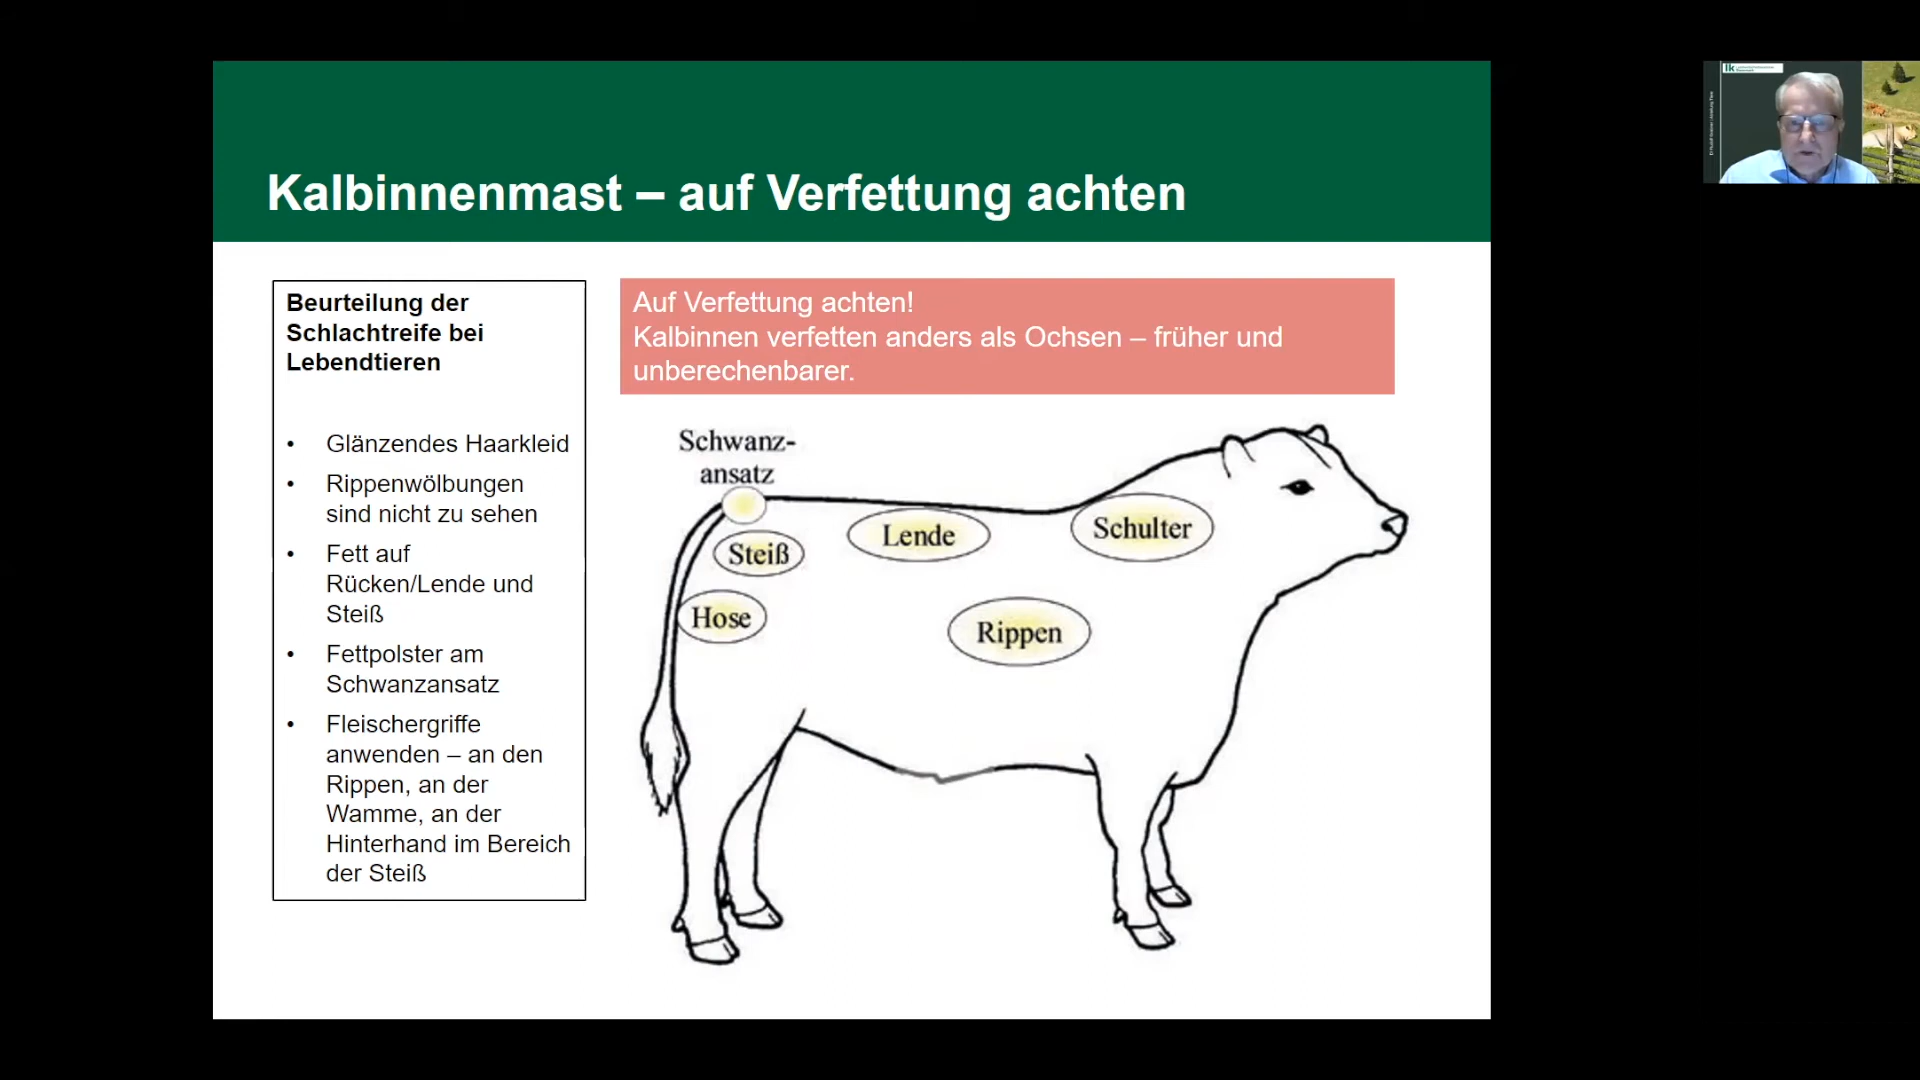 Kalbinnenmast – auf Verfettung achten
Beurteilung der
Schlachtreife bei
Lebendtieren
• Glänzendes Haarkleid
• Rippenwölbungen
sind nicht zu sehen
• Fett auf
Rücken/Lende und
Steiß
• Fettpolster am
Schwanzansatz
• Fleischergriffe
anwenden – an den
Rippen, an der
Wamme, an der
Hinterhand im Bereich
der Steiß
Auf Verfettung achten!
Kalbinnen verfetten anders als Ochsen – früher und
unberechenbarer.
Schwanz-
ansatz
Steiß
Hose
Lende
Schulter
Rippen
lk